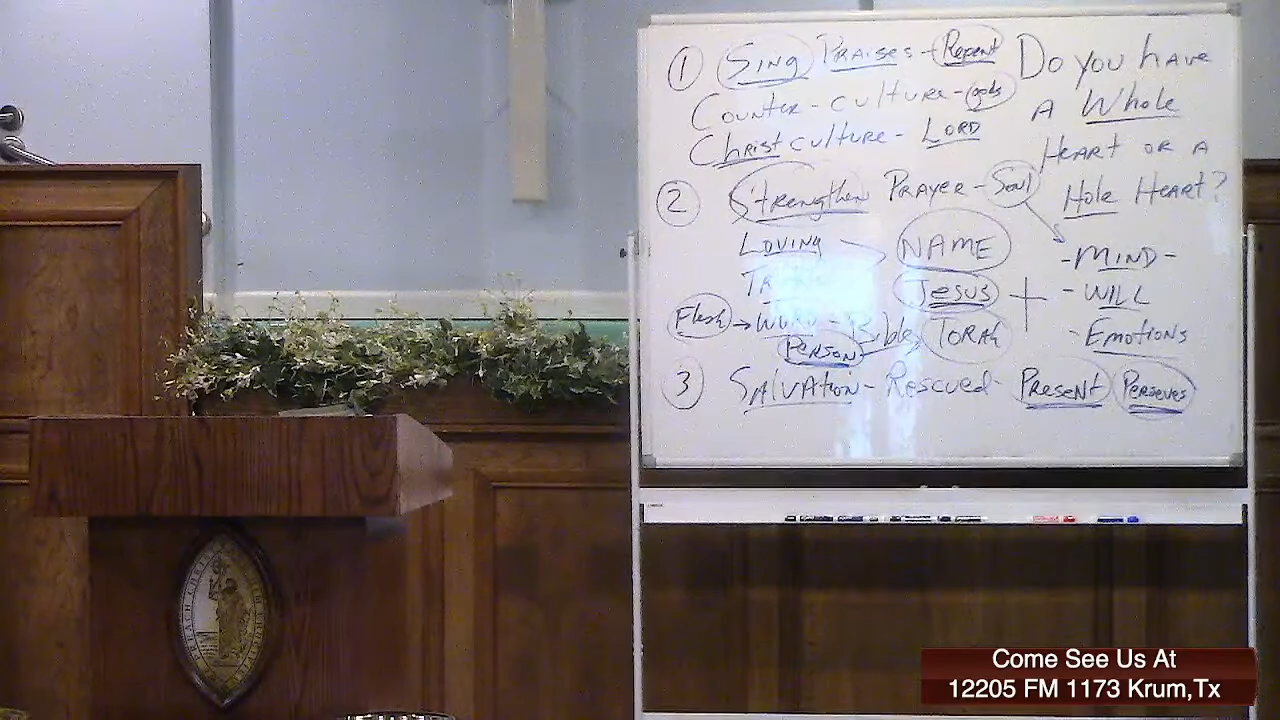 ① Sing Praises - Repent
Counter-culture - gods
Christ culture - LORD
Do you have
A Whole
Heart or a
Hole Heart?
② Strengthen Prayer - Soul
Loving
NAME
Jesus
Flesh → Word - Bible, TORAH
PERSON
- MIND -
- WILL
- Emotions
③ SALVATION - Rescued - Present Perseves
Come See Us At
12205 FM 1173 Krum,Tx